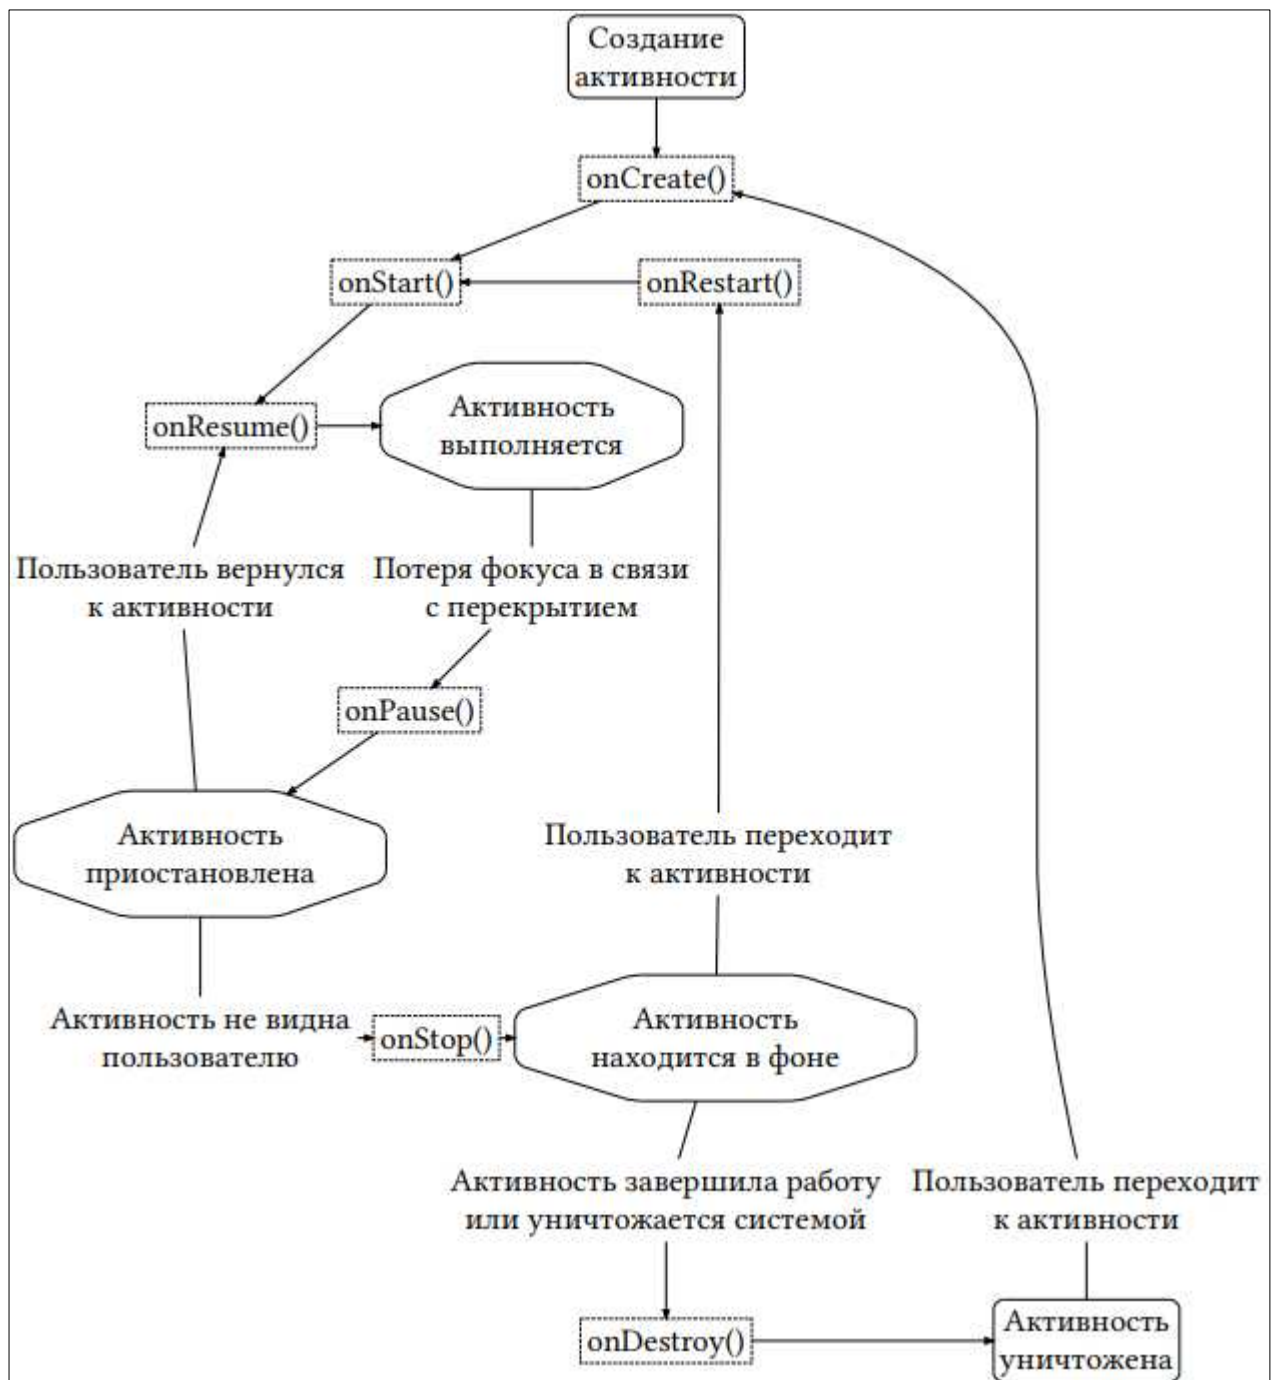 Создание
активности
onCreate()
onStart()
onRestart()
onResume()
Активность
выполняется
Пользователь вернулся
к активности
Потеря фокуса в связи
с перекрытием
onPause()
Активность
приостановлена
Пользователь переходит
к активности
Активность не видна
пользователю
onStop()
Активность
находится в фоне
Активность завершила работу
или уничтожается системой
Пользователь переходит
к активности
onDestroy()
Активность
уничтожена